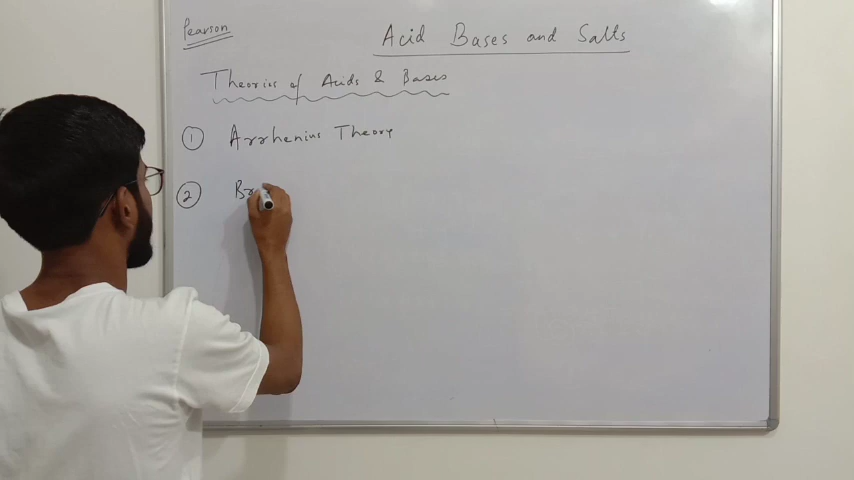 Pearson
Acid Bases and Salts
Theories of Acids & Bases
1 Arrhenius Theory
2 Br